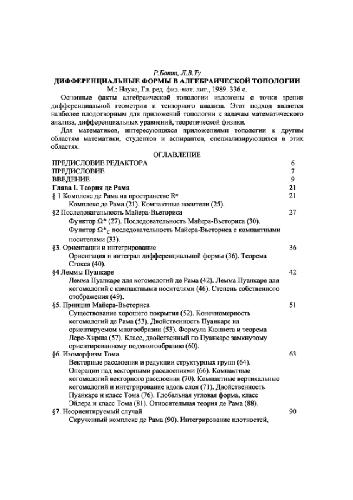 Р.Ботт, Л.В.Ту
ДИФФЕРЕНЦИАЛЬНЫЕ ФОРМЫ В АЛГЕБРАИЧЕСКОЙ ТОПОЛОГИИ
М.: Наука, Гл. ред. физ.-мат. лит., 1989. 336 с.
Основные факты алгебраической топологии изложены с точки зрения
дифференциальной геометрии и тензорного анализа. Этот подход является
наиболее плодотворным для приложений топологии к задачам математического
анализа, дифференциальных уравнений, теоретической физики.
Для математиков, интересующихся приложениями топологии к другим
областям математики, студентов и аспирантов, специализирующихся в этих
областях.
ОГЛАВЛЕНИЕ
ПРЕДИСЛОВИЕ РЕДАКТОРА 6
ПРЕДИСЛОВИЕ 7
ВВЕДЕНИЕ 9
Глава I. Теория де Рама 21
§ 1 Комплекс де Рама на пространстве R* 21
Комплекс де Рама (21). Компактные носители (25).
§2 Последовательность Майера-Вьеториса 27
Функтор Ω* (27). Последовательность Майера-Вьеториса (30).
Функтор Ω*c последовательность Майера-Вьеториса с компактными
носителями (33).
§3. Ориентация и интегрирование 36
Ориентация и интеграл дифференциальной формы (36). Теорема
Стокса (40).
§4 Леммы Пуанкаре 42
Лемма Пуанкаре для когомологий де Рама (42). Лемма Пуанкаре для
когомологий с компактными носителями (46). Степень собственного
отображения (49).
§5. Принцип Майера-Вьеториса 51
Существование хорошего покрытия (52). Конечномерность
когомологий де Рама (53). Двойственность Пуанкаре на
ориентируемом многообразии (53). Формула Кюннета и теорема
Лере-Хирша (57). Класс, двойственный по Пуанкаре замкнутому
ориентированному подмногообразию (60).
§6. Изоморфизм Тома 63
Векторные расслоения и редукции структурных групп (64).
Операции над векторными расслоениями (66). Компактные
когомологии векторного расслоения (70). Компактные вертикальные
когомологии и интегрирование вдоль слоя (71). Двойственность
Пуанкаре и класс Тома (76). Глобальная угловая форма, класс
Эйлера и класс Тома (81). Относительная теория де Рама (88).
§7. Неориентируемый случай 90
Скрученный комплекс де Рама (90). Интегрирование плотностей,